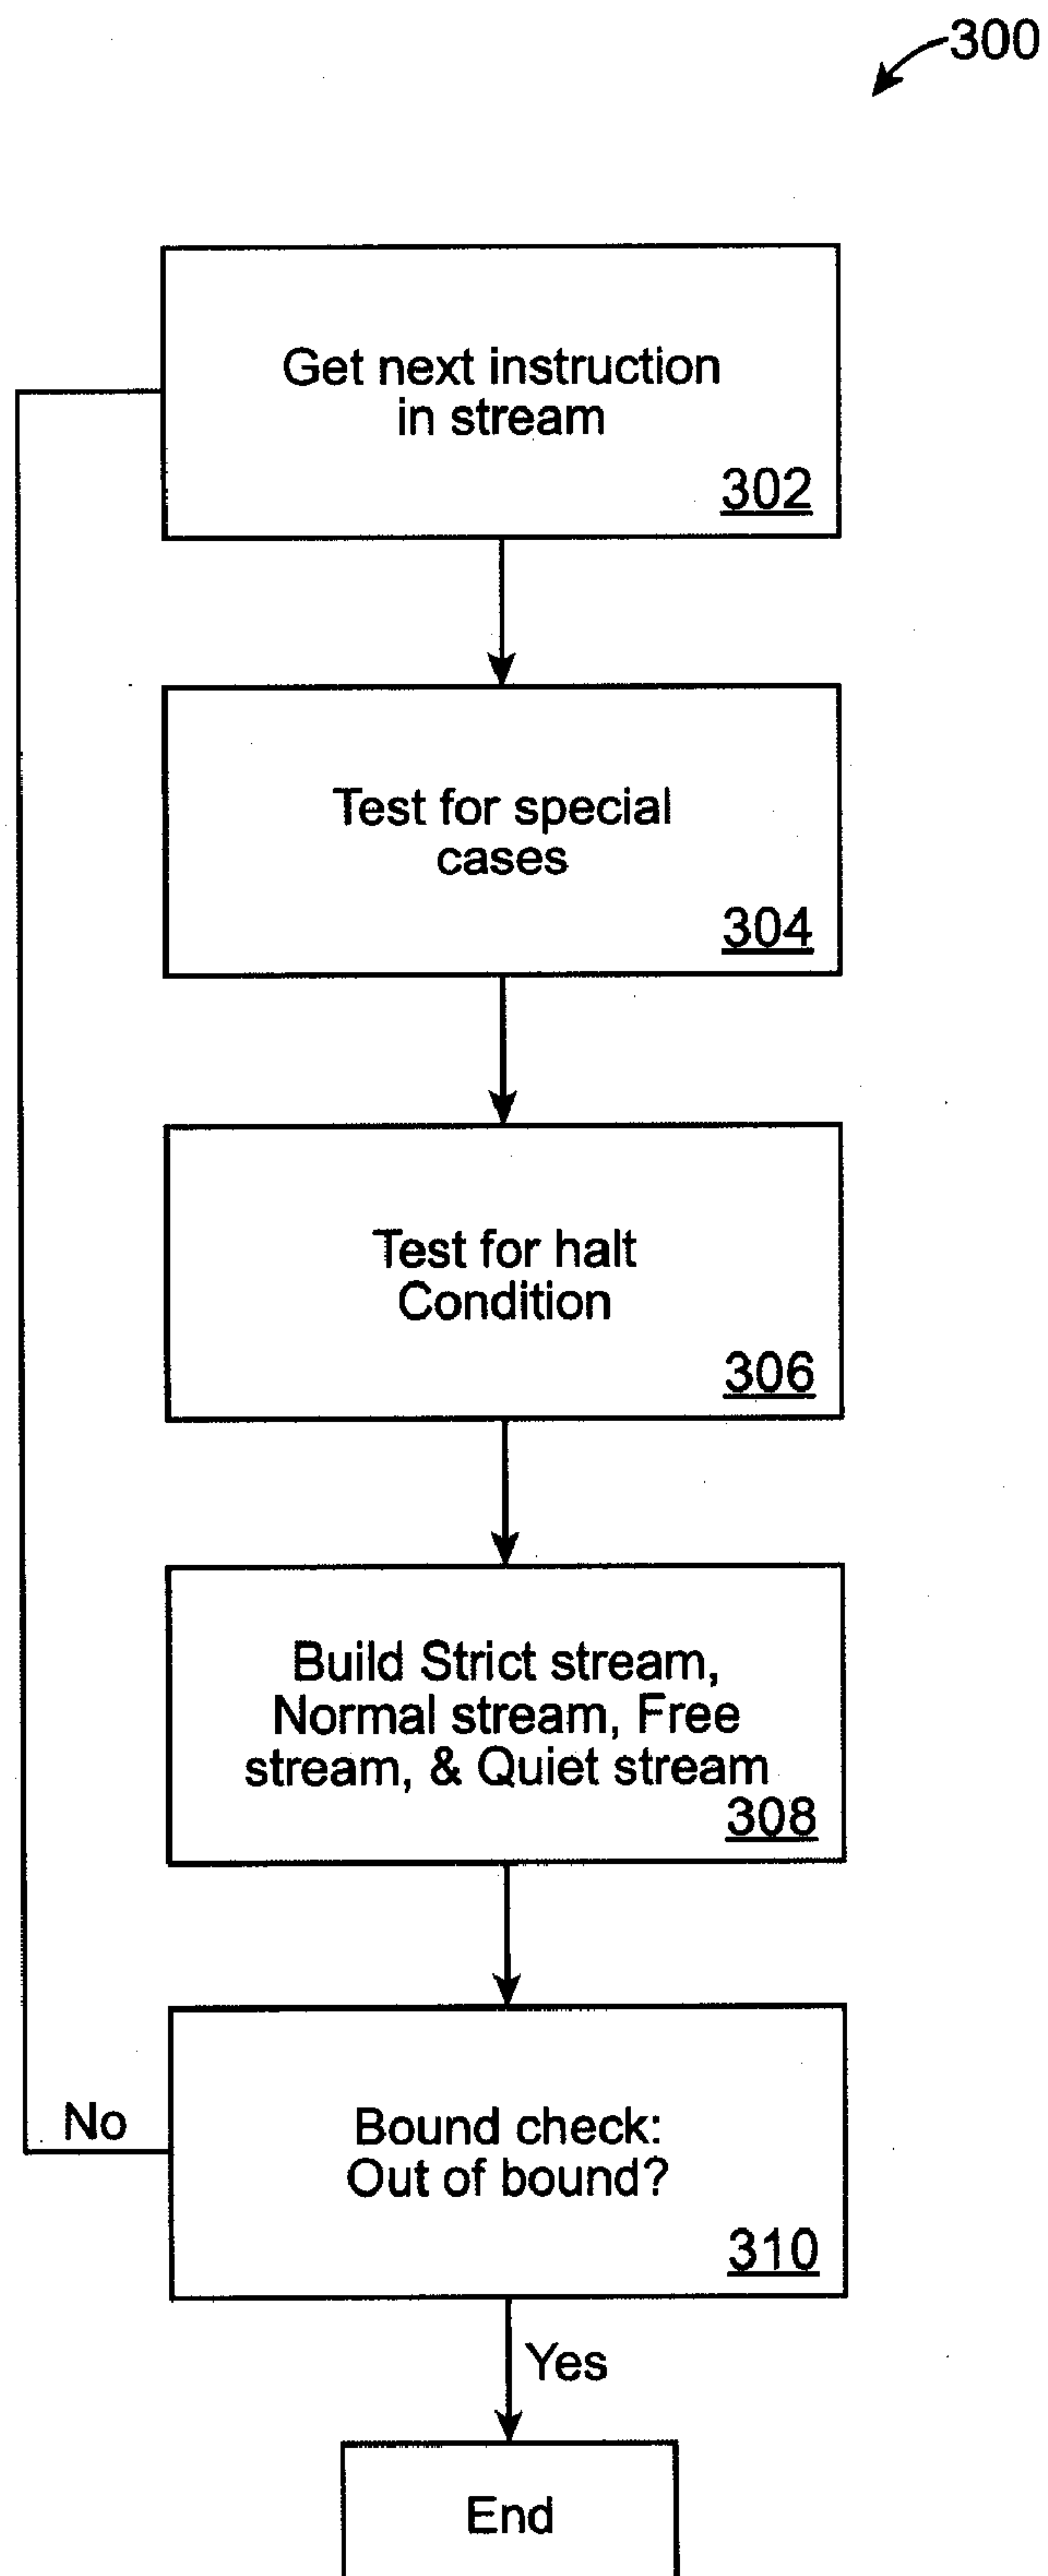 300
Get next instruction
in stream
302
Test for special
cases
304
Test for halt
Condition
306
Build Strict stream,
Normal stream, Free
stream, & Quiet stream
308
No
Bound check:
Out of bound?
310
Yes
End